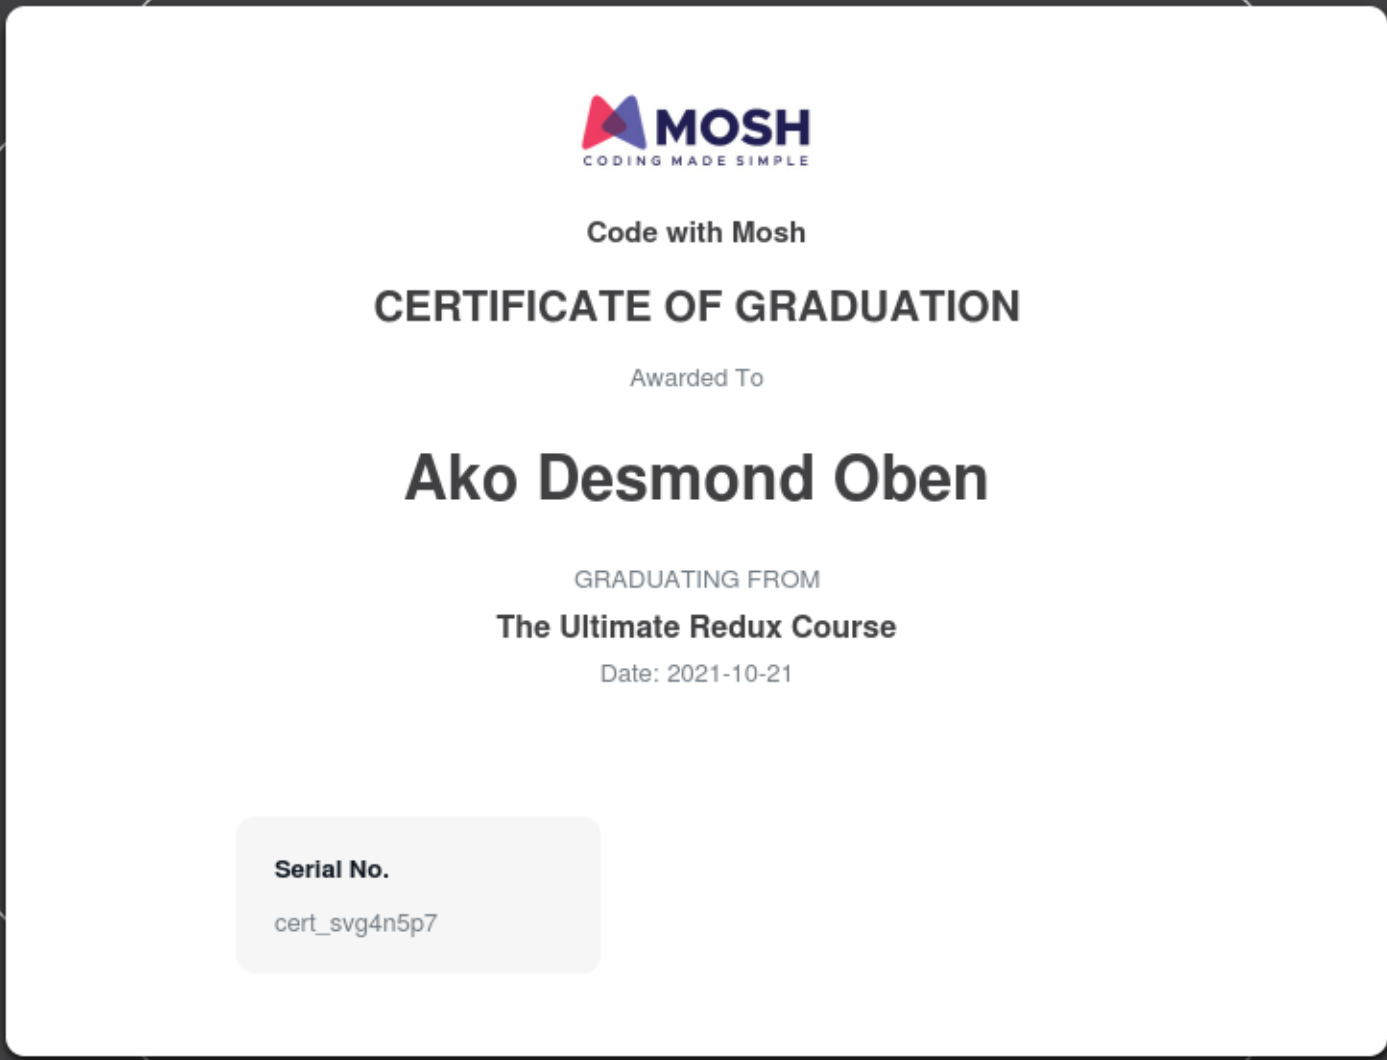 MOSH
CODING MADE SIMPLE
Code with Mosh
CERTIFICATE OF GRADUATION
Awarded To
Ako Desmond Oben
GRADUATING FROM
The Ultimate Redux Course
Date: 2021-10-21
Serial No.
cert_svg4n5p7